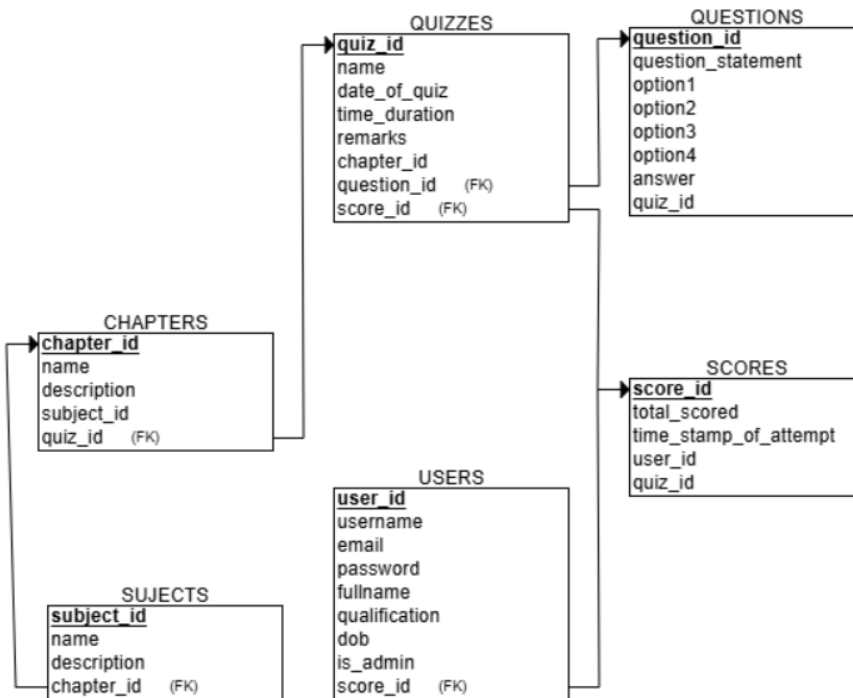 QUIZZES
quiz_id
name
date_of_quiz
time_duration
remarks
chapter_id
question_id (FK)
score_id (FK)
QUESTIONS
question_id
question_statement
option1
option2
option3
option4
answer
quiz_id
CHAPTERS
chapter_id
name
description
subject_id
quiz_id (FK)
SCORES
score_id
total_scored
time_stamp_of_attempt
user_id
quiz_id
USERS
user_id
username
email
password
fullname
qualification
dob
is_admin
score_id (FK)
SUJECTS
subject_id
name
description
chapter_id (FK)